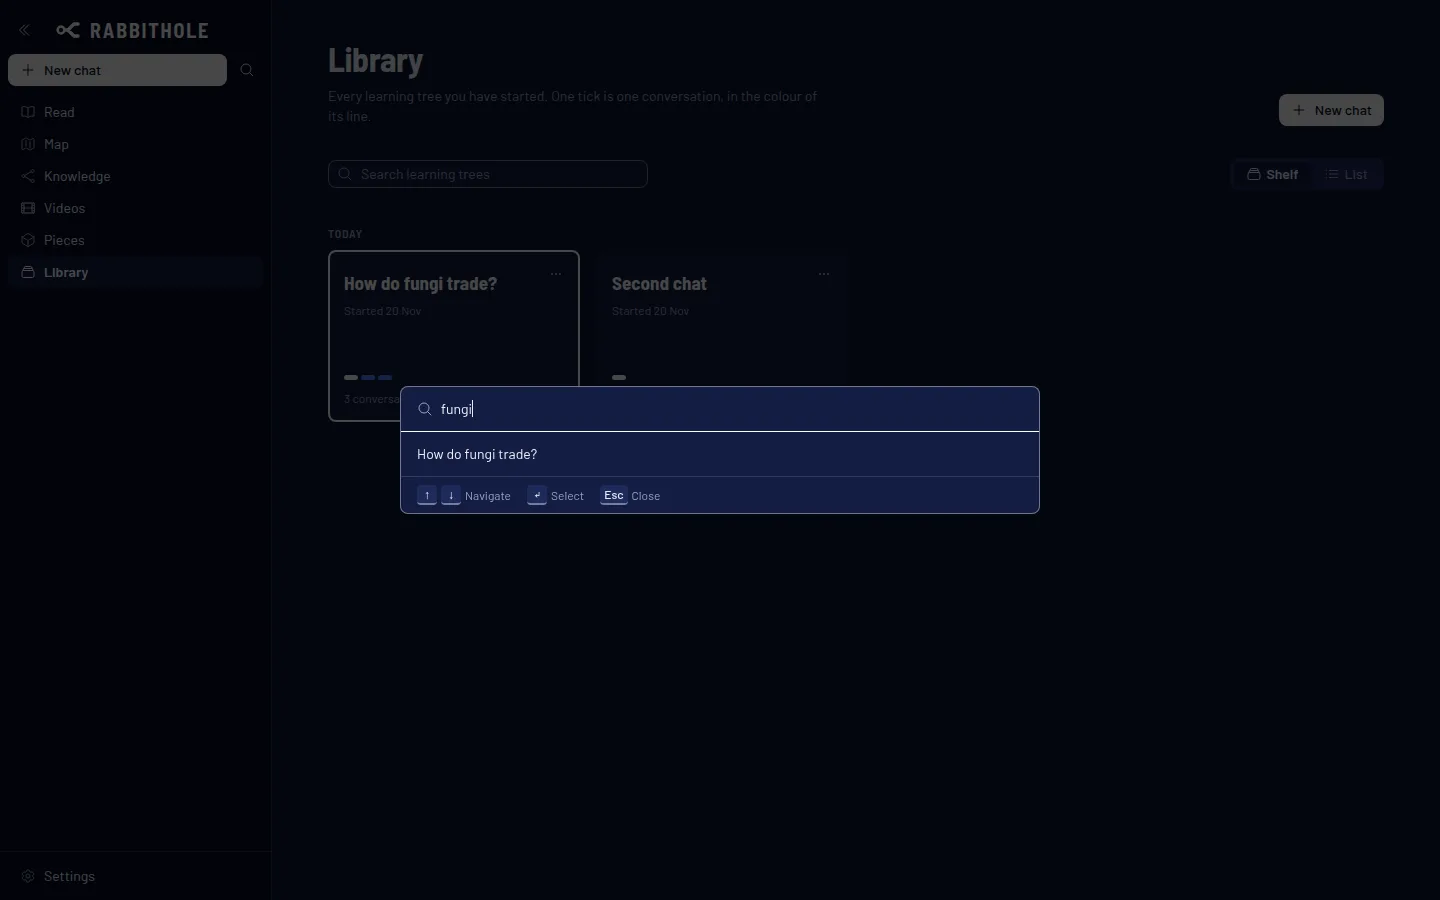 RABBITHOLE
New chat
Read
Map
Knowledge
Videos
Pieces
Library
Settings
Library
Every learning tree you have started. One tick is one conversation, in the colour of
its line.
New chat
Search learning trees
Shelf
List
TODAY
How do fungi trade?
Started 20 Nov
3 conversa
Second chat
Started 20 Nov
fungi
How do fungi trade?
↑ ↓ Navigate ↵ Select Esc Close